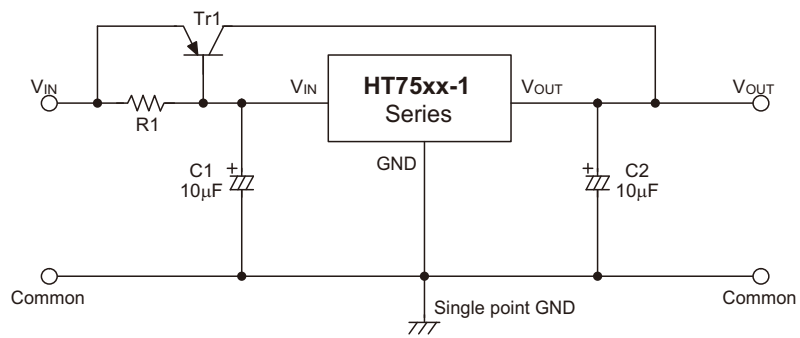 Tr1
VIN
R1
VIN
HT75xx-1
Series
VOUT
VOUT
GND
C1
+
10μF
C2
+
10μF
Common
Single point GND
Common